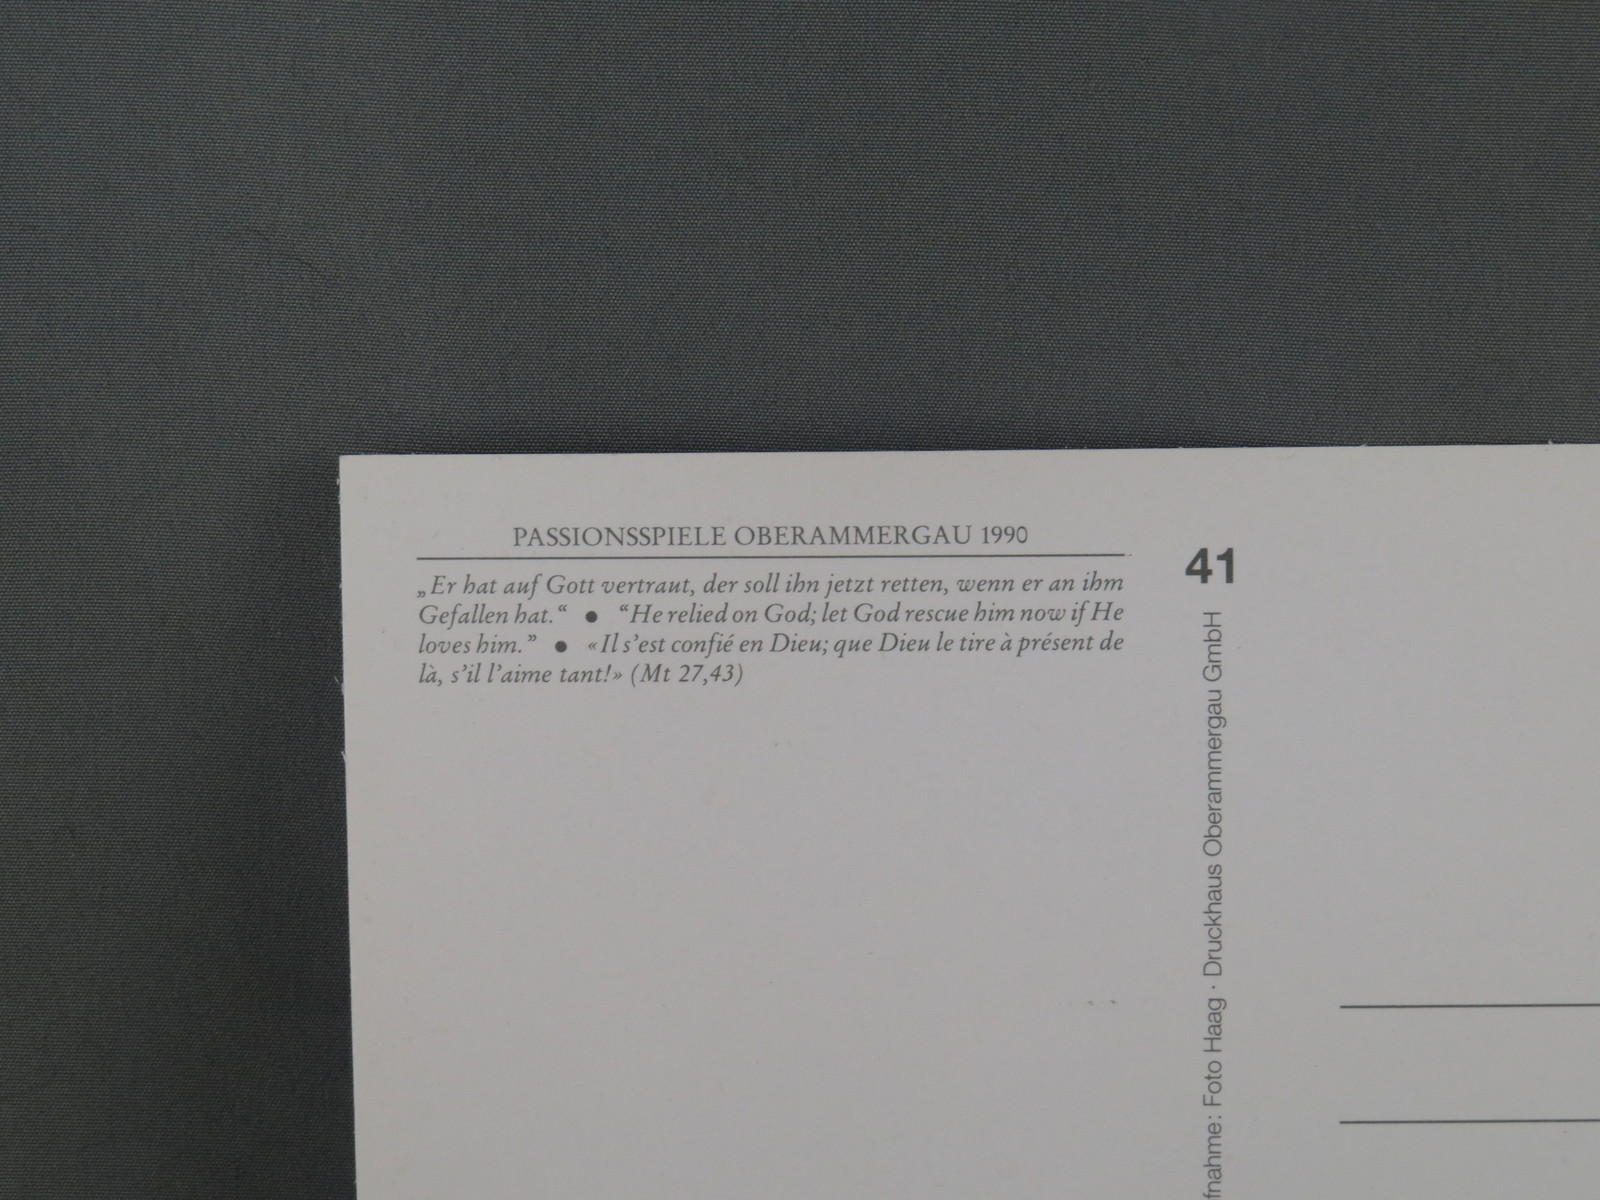 PASSIONSSPIELE OBERAMMERGAU 1990
„Er hat auf Gott vertraut, der soll ihn jetzt retten, wenn er an ihm
Gefallen hat.“ ● “He relied on God; let God rescue him now if He
loves him.” ● «Il s’est confié en Dieu; que Dieu le tire à présent de
là, s’il l’aime tant!» (Mt 27,43)
41
fnahme: Foto Haag · Druckhaus Oberammergau GmbH